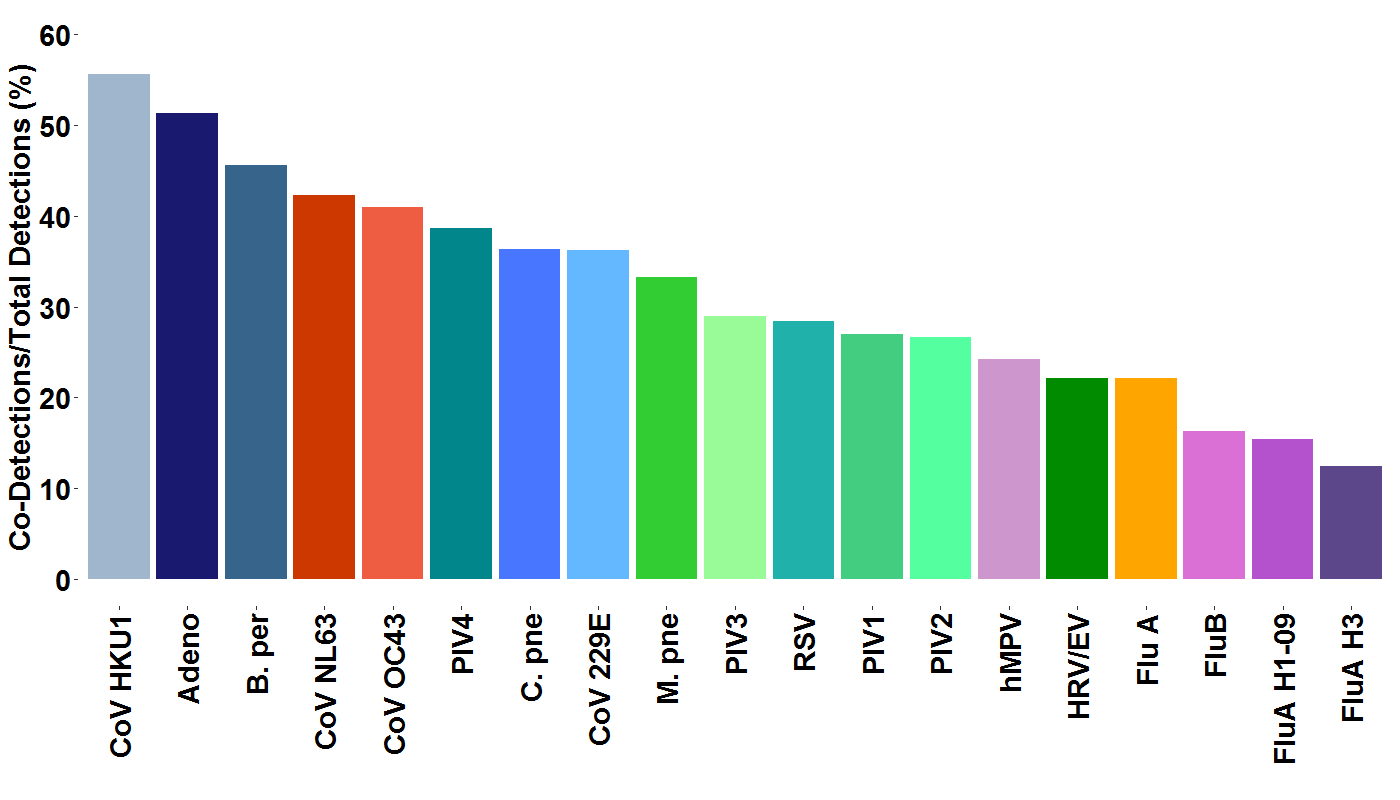 Co-Detections/Total Detections (%)
60
50
40
30
20
10
0
CoV HKU1
Adeno
B. per
CoV NL63
CoV OC43
PIV4
C. pne
CoV 229E
M. pne
PIV3
RSV
PIV1
PIV2
hMPV
HRV/EV
Flu A
FluB
FluA H1-09
FluA H3